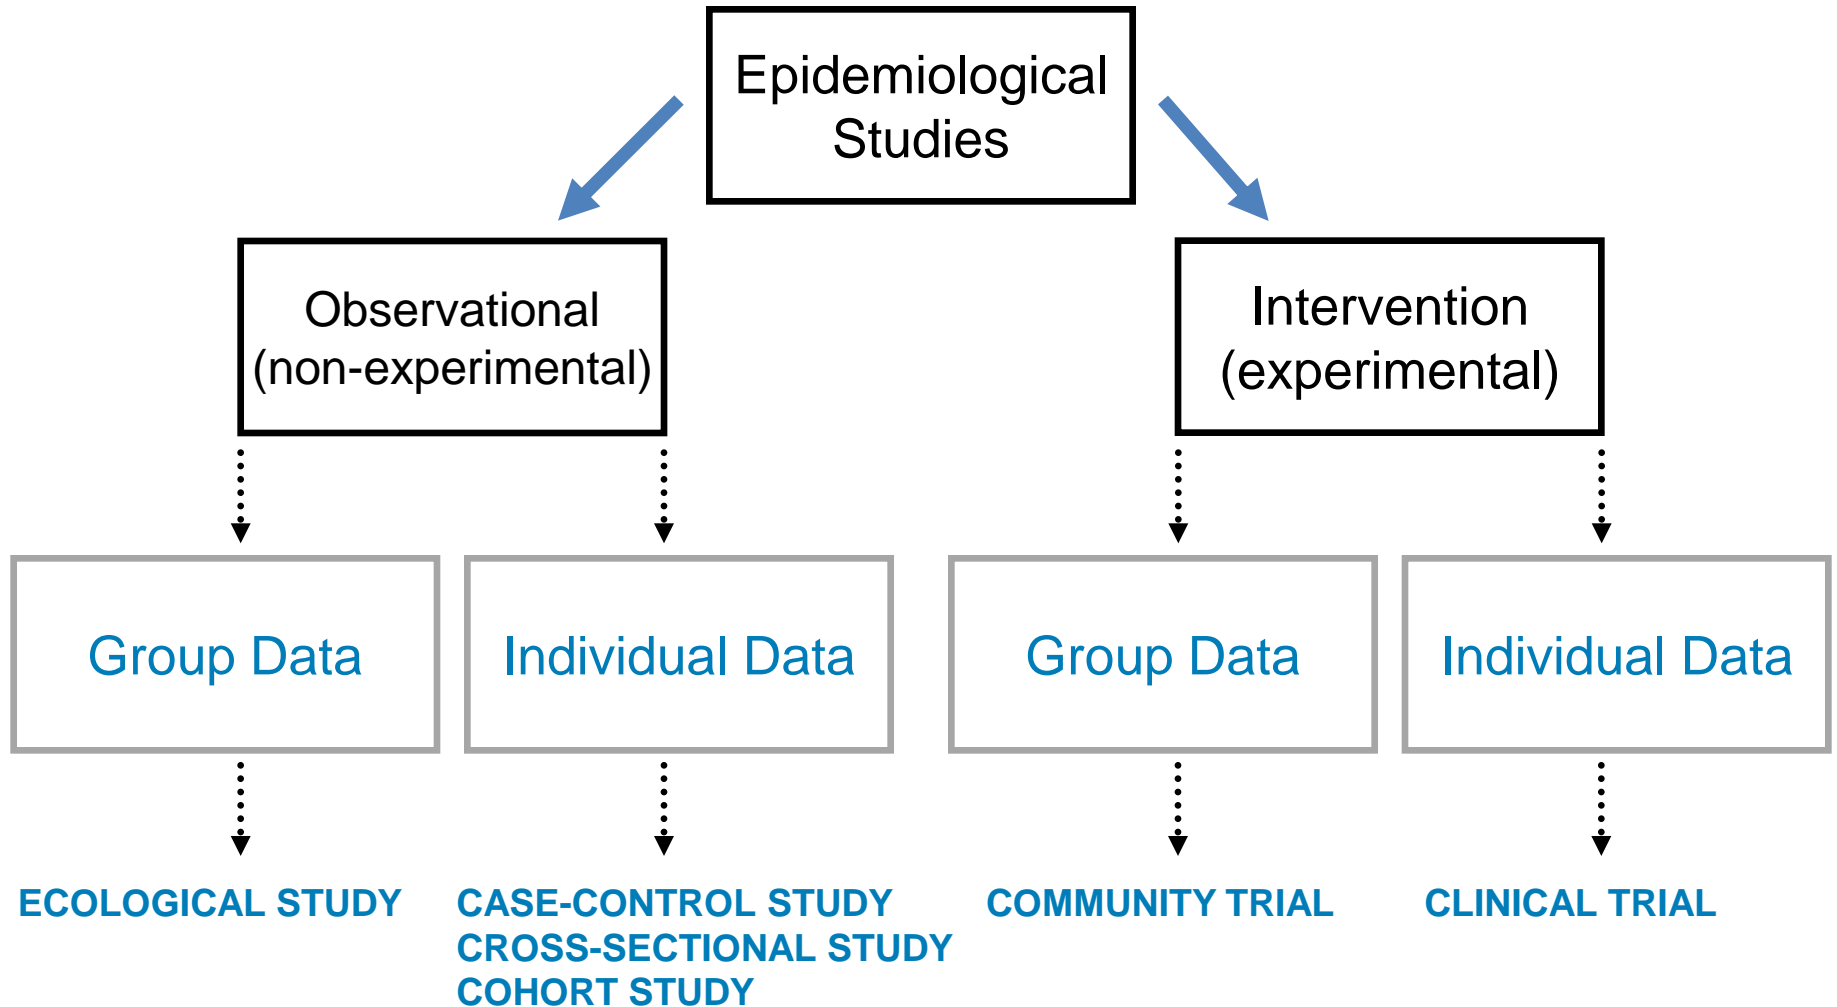 Epidemiological
Studies
Observational
(non-experimental)
Intervention
(experimental)
Group Data
Individual Data
Group Data
Individual Data
ECOLOGICAL STUDY
CASE-CONTROL STUDY
CROSS-SECTIONAL STUDY
COHORT STUDY
COMMUNITY TRIAL
CLINICAL TRIAL